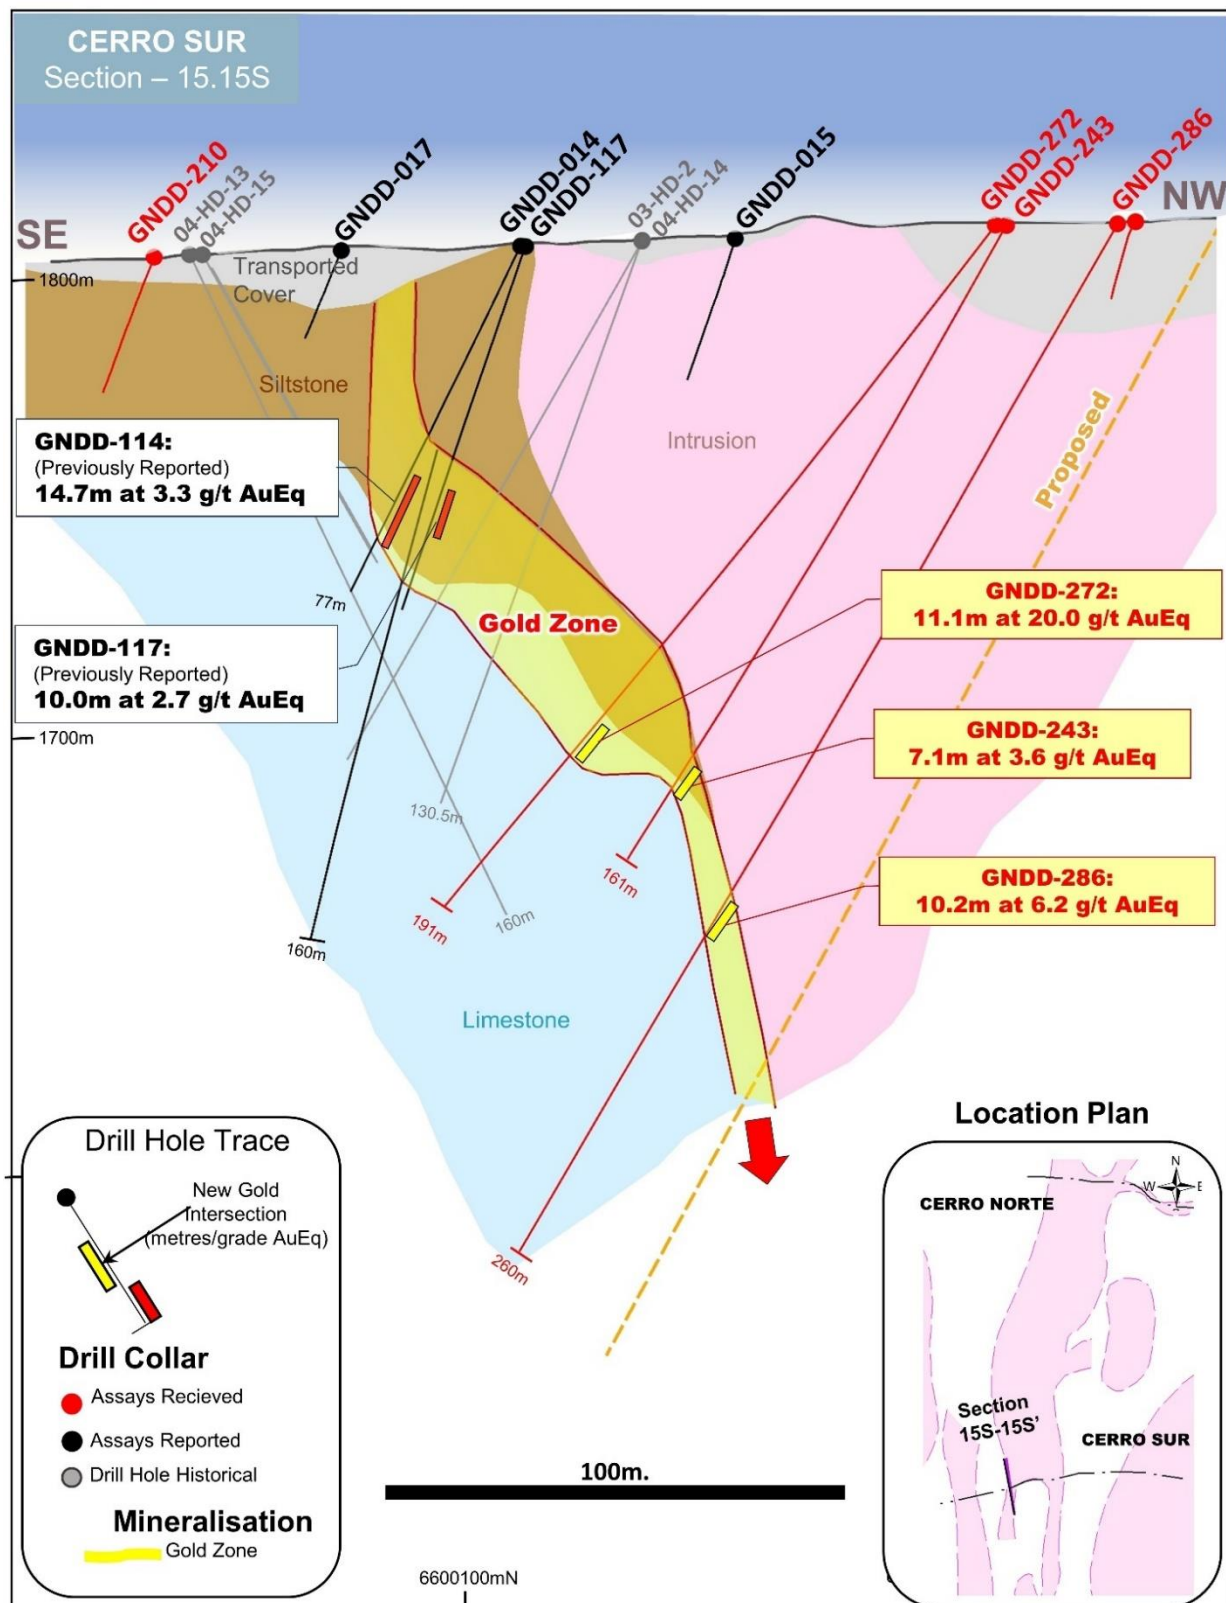 CERRO SUR
Section – 15.15S
GNDD-210
04-HD-13
04-HD-15
GNDD-017
GNDD-014
GNDD-117
03-HD-2
04-HD-14
GNDD-015
GNDD-272
GNDD-243
GNDD-286
SE
NW
Transported
Cover
1800m
Siltstone
Intrusion
Proposed
GNDD-114:
(Previously Reported)
14.7m at 3.3 g/t AuEq
77m
Gold Zone
GNDD-272:
11.1m at 20.0 g/t AuEq
GNDD-117:
(Previously Reported)
10.0m at 2.7 g/t AuEq
1700m
GNDD-243:
7.1m at 3.6 g/t AuEq
130.5m
161m
GNDD-286:
10.2m at 6.2 g/t AuEq
191m
160m
160m
Limestone
260m
Drill Hole Trace
New Gold
Intersection
(metres/grade AuEq)
Drill Collar
Assays Recieved
Assays Reported
Drill Hole Historical
Mineralisation
Gold Zone
100m.
6600100mN
Location Plan
N
W
E
CERRO NORTE
Section
15S-15S'
CERRO SUR